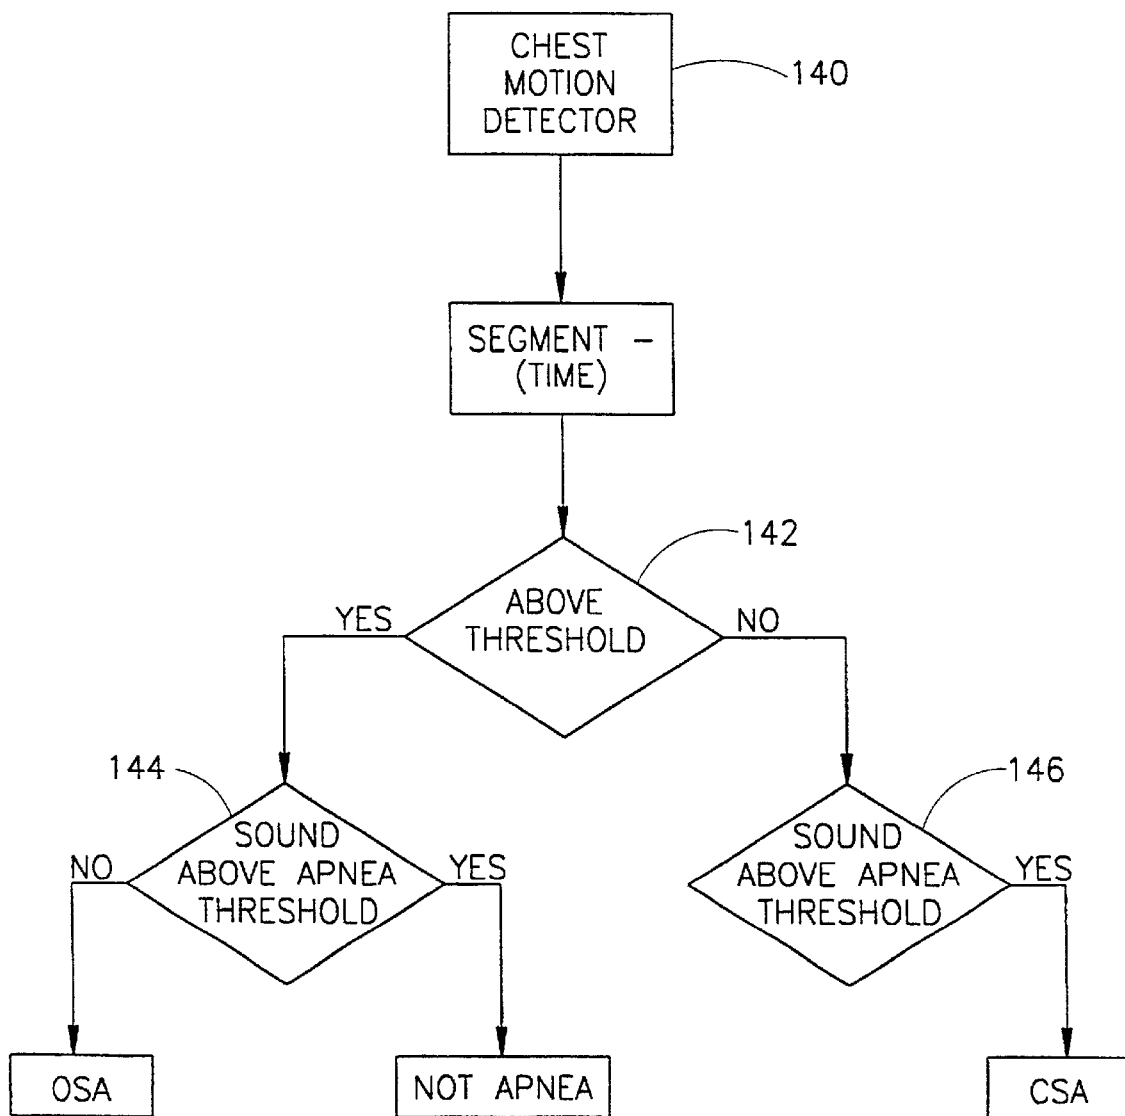 CHEST
MOTION
DETECTOR
140
SEGMENT –
(TIME)
142
ABOVE
THRESHOLD
YES
NO
144
SOUND
ABOVE APNEA
THRESHOLD
NO
YES
146
SOUND
ABOVE APNEA
THRESHOLD
YES
OSA
NOT APNEA
CSA